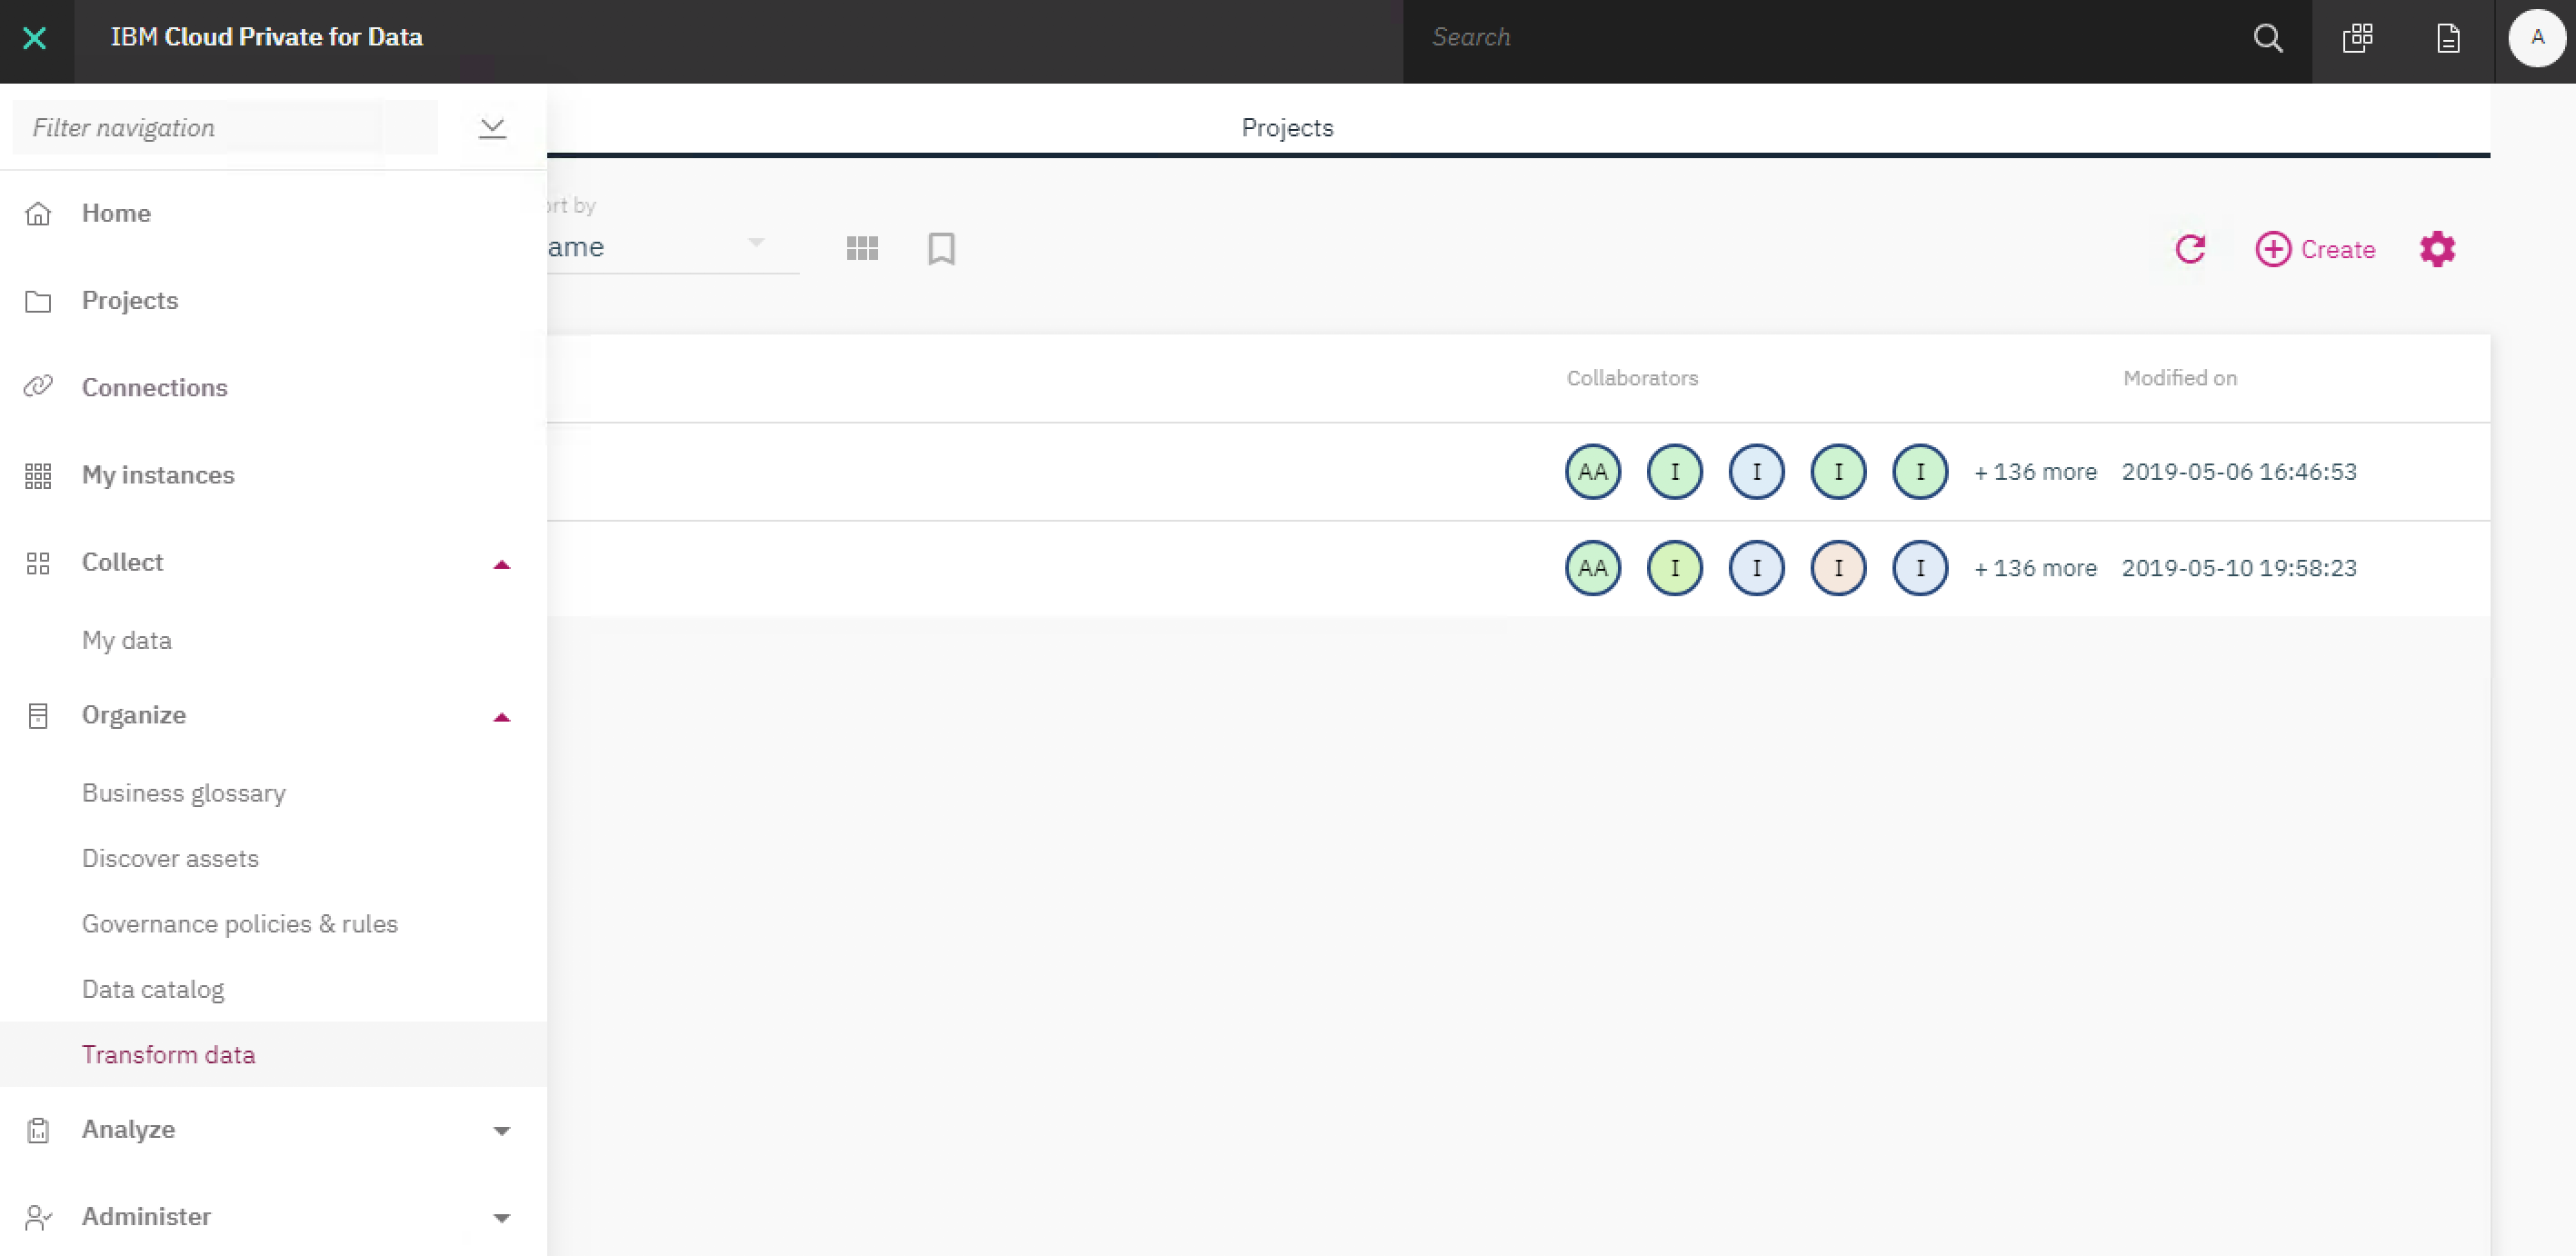 IBM Cloud Private for Data
Search
A
Filter navigation
Projects
Home
Projects
Connections
My instances
Collect
My data
Organize
Business glossary
Discover assets
Governance policies & rules
Data catalog
Transform data
Analyze
Administer
ort by
ame
Create
Collaborators Modified on
AA I I I I + 136 more 2019-05-06 16:46:53
AA I I I I + 136 more 2019-05-10 19:58:23